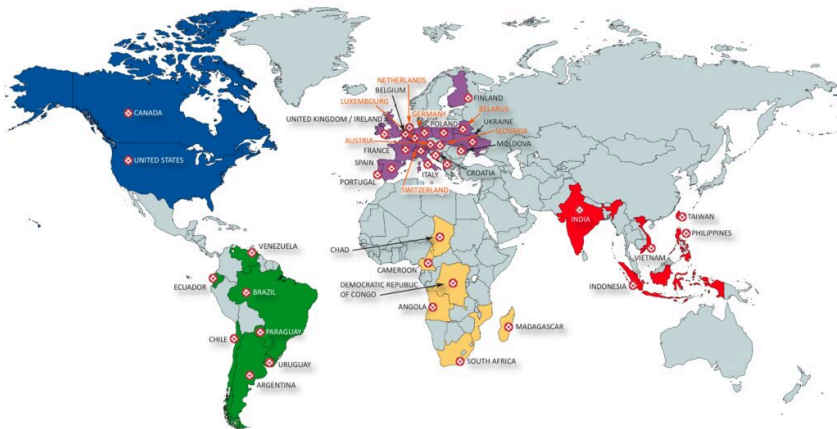 CANADA
UNITED STATES
NETHERLANDS
BELGIUM
LUXEMBOURG
GERMANY
FINLAND
UNITED KINGDOM / IRELAND
POLAND
BELARUS
UKRAINE
AUSTRIA
SLOVAKIA
FRANCE
MOLDOVA
SPAIN
ITALY
CROATIA
PORTUGAL
SWITZERLAND
VENEZUELA
ECUADOR
BRAZIL
PARAGUAY
CHILE
URUGUAY
ARGENTINA
CHAD
CAMEROON
DEMOCRATIC REPUBLIC
OF CONGO
ANGOLA
MADAGASCAR
SOUTH AFRICA
INDIA
TAIWAN
PHILIPPINES
VIETNAM
INDONESIA